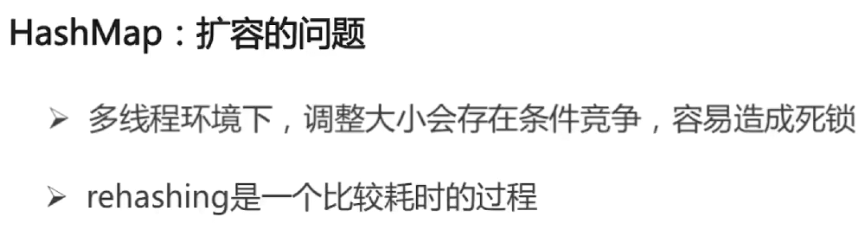 HashMap：扩容的问题
➢ 多线程环境下，调整大小会存在条件竞争，容易造成死锁
➢ rehashing是一个比较耗时的过程